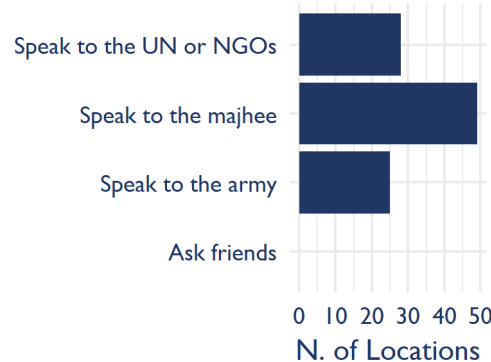 Speak to the UN or NGOs
Speak to the majhee
Speak to the army
Ask friends
0 10 20 30 40 50
N. of Locations